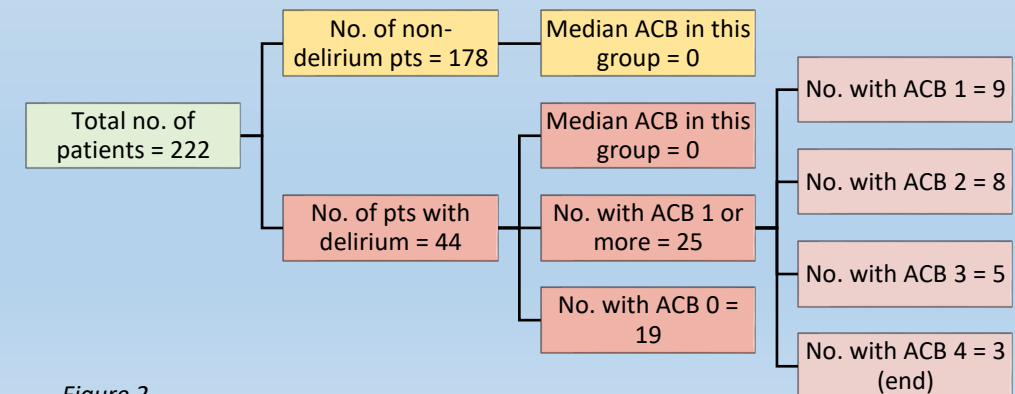 No. of non-
delirium pts = 178
Median ACB in this
group = 0
Total no. of
patients = 222
No. of pts with
delirium = 44
Median ACB in this
group = 0
No. with ACB 1 or
more = 25
No. with ACB 0 =
19
No. with ACB 1 = 9
No. with ACB 2 = 8
No. with ACB 3 = 5
No. with ACB 4 = 3
(end)
Figure 2